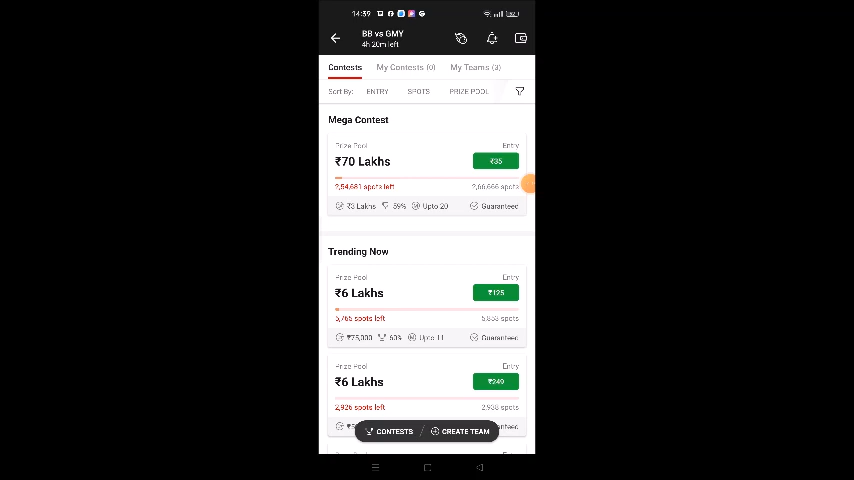 14:39
BB vs GMY
4h 20m left
Contests My Contests (0) My Teams (3)
Sort By: ENTRY SPOTS PRIZE POOL
Mega Contest
Prize Pool Entry
₹70 Lakhs ₹35
2,54,681 spots left 2,66,666 spots
₹3 Lakhs 59% Upto 20 Guaranteed
Trending Now
Prize Pool Entry
₹6 Lakhs ₹125
5,765 spots left 5,853 spots
₹75,000 60% Upto 11 Guaranteed
Prize Pool Entry
₹6 Lakhs ₹249
2,926 spots left 2,938 spots
CONTESTS CREATE TEAM